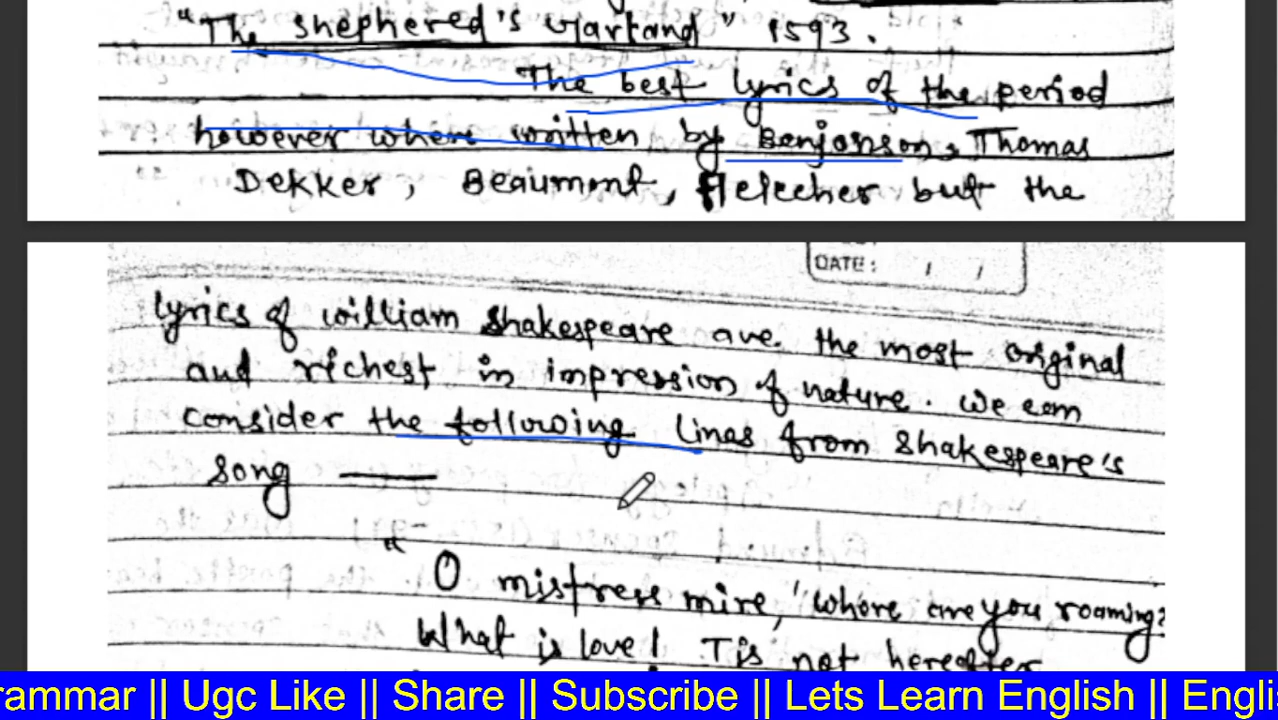 "The shephered's Garland" 1593.
The best lyrics of the period
however where written by Benjonson, Thomas
Dekker, Beaumont, Fletecher but the
DATE: / /
lyrics of william Shakespeare are the most original
and richest in impression of nature. We can
consider the following lines from Shakespeare's
song —
" O mistress mire, where are you roaming?
What is love! Tis not hereafter
rammar || Ugc Like || Share || Subscribe || Lets Learn English || Engli